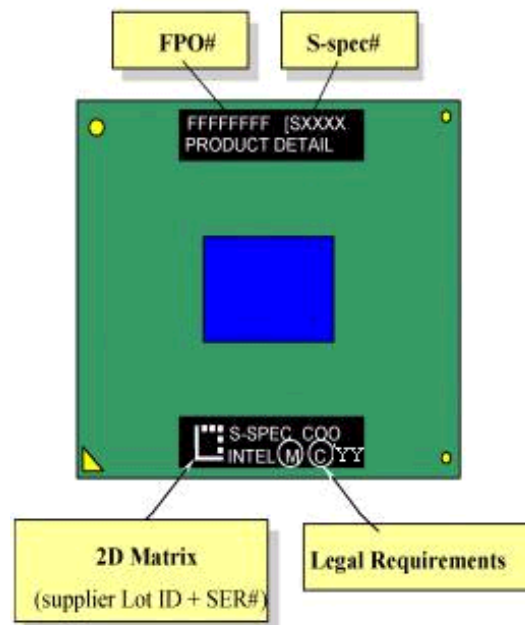 FPO#
S-spec#
FFFFFFFF [SXXXX
PRODUCT DETAIL
S-SPEC COO
INTEL M C YY
2D Matrix
(supplier Lot ID + SER#)
Legal Requirements